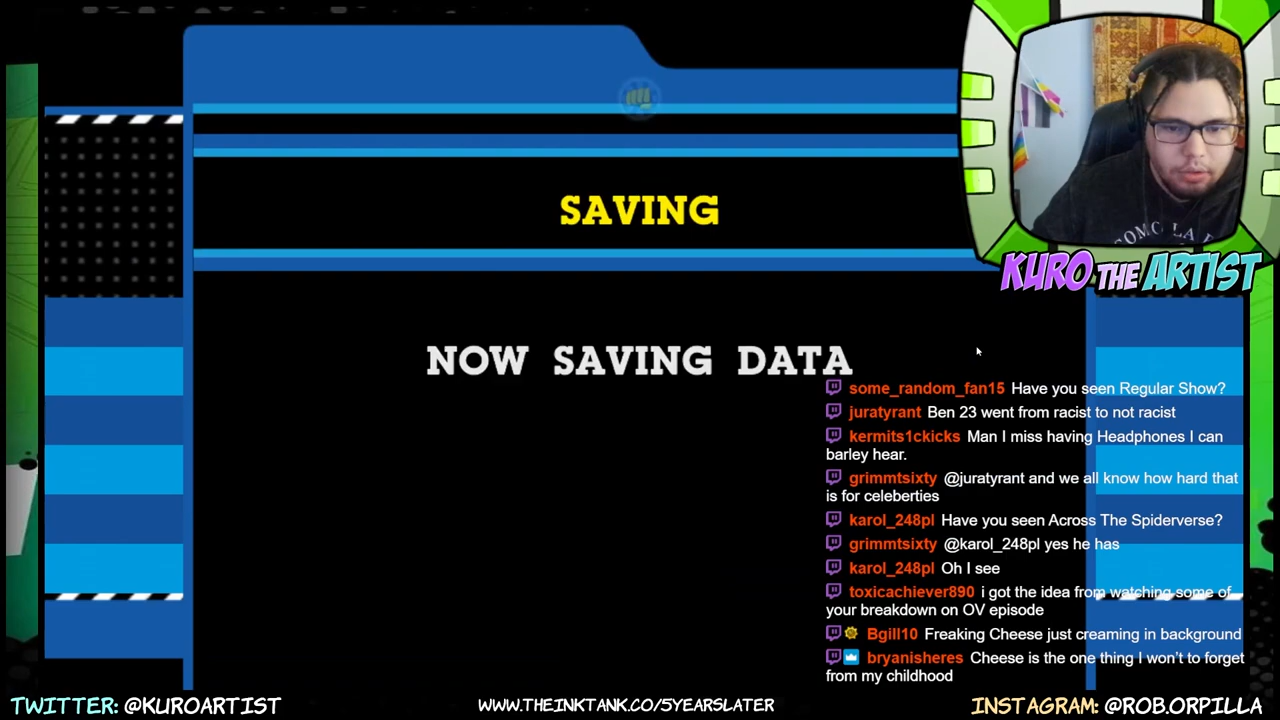 SAVING
SOMO LA
KURO THE ARTIST
NOW SAVING DATA
some_random_fan15 Have you seen Regular Show?
juratyrant Ben 23 went from racist to not racist
kermits1ckicks Man I miss having Headphones I can
barley hear.
grimmtsixty @juratyrant and we all know how hard that
is for celeberties
karol_248pl Have you seen Across The Spiderverse?
grimmtsixty @karol_248pl yes he has
karol_248pl Oh I see
toxicachiever890 i got the idea from watching some of
your breakdown on OV episode
Bgill10 Freaking Cheese just creaming in background
bryanisheres Cheese is the one thing I won't to forget
from my childhood
TWITTER: @KUROARTIST
WWW.THEINKTANK.CO/5YEARSLATER
INSTAGRAM: @ROB.ORPILLA